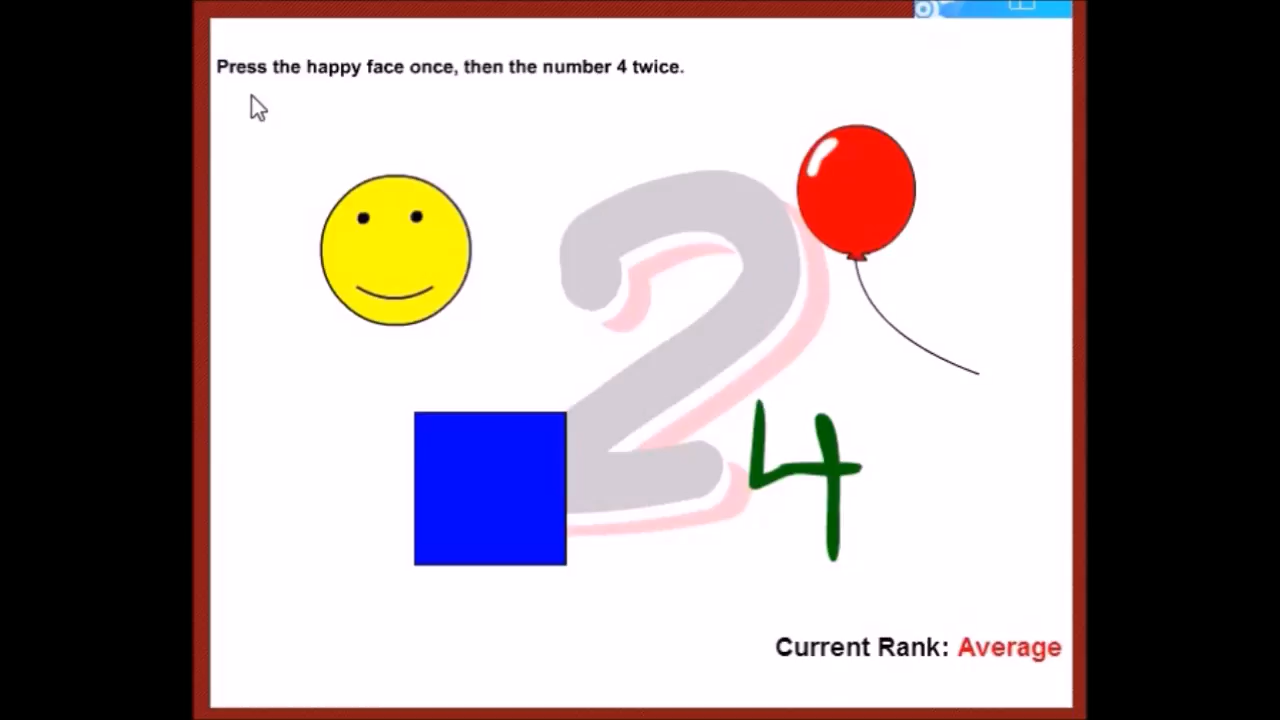 Press the happy face once, then the number 4 twice.
2
4
Current Rank: Average